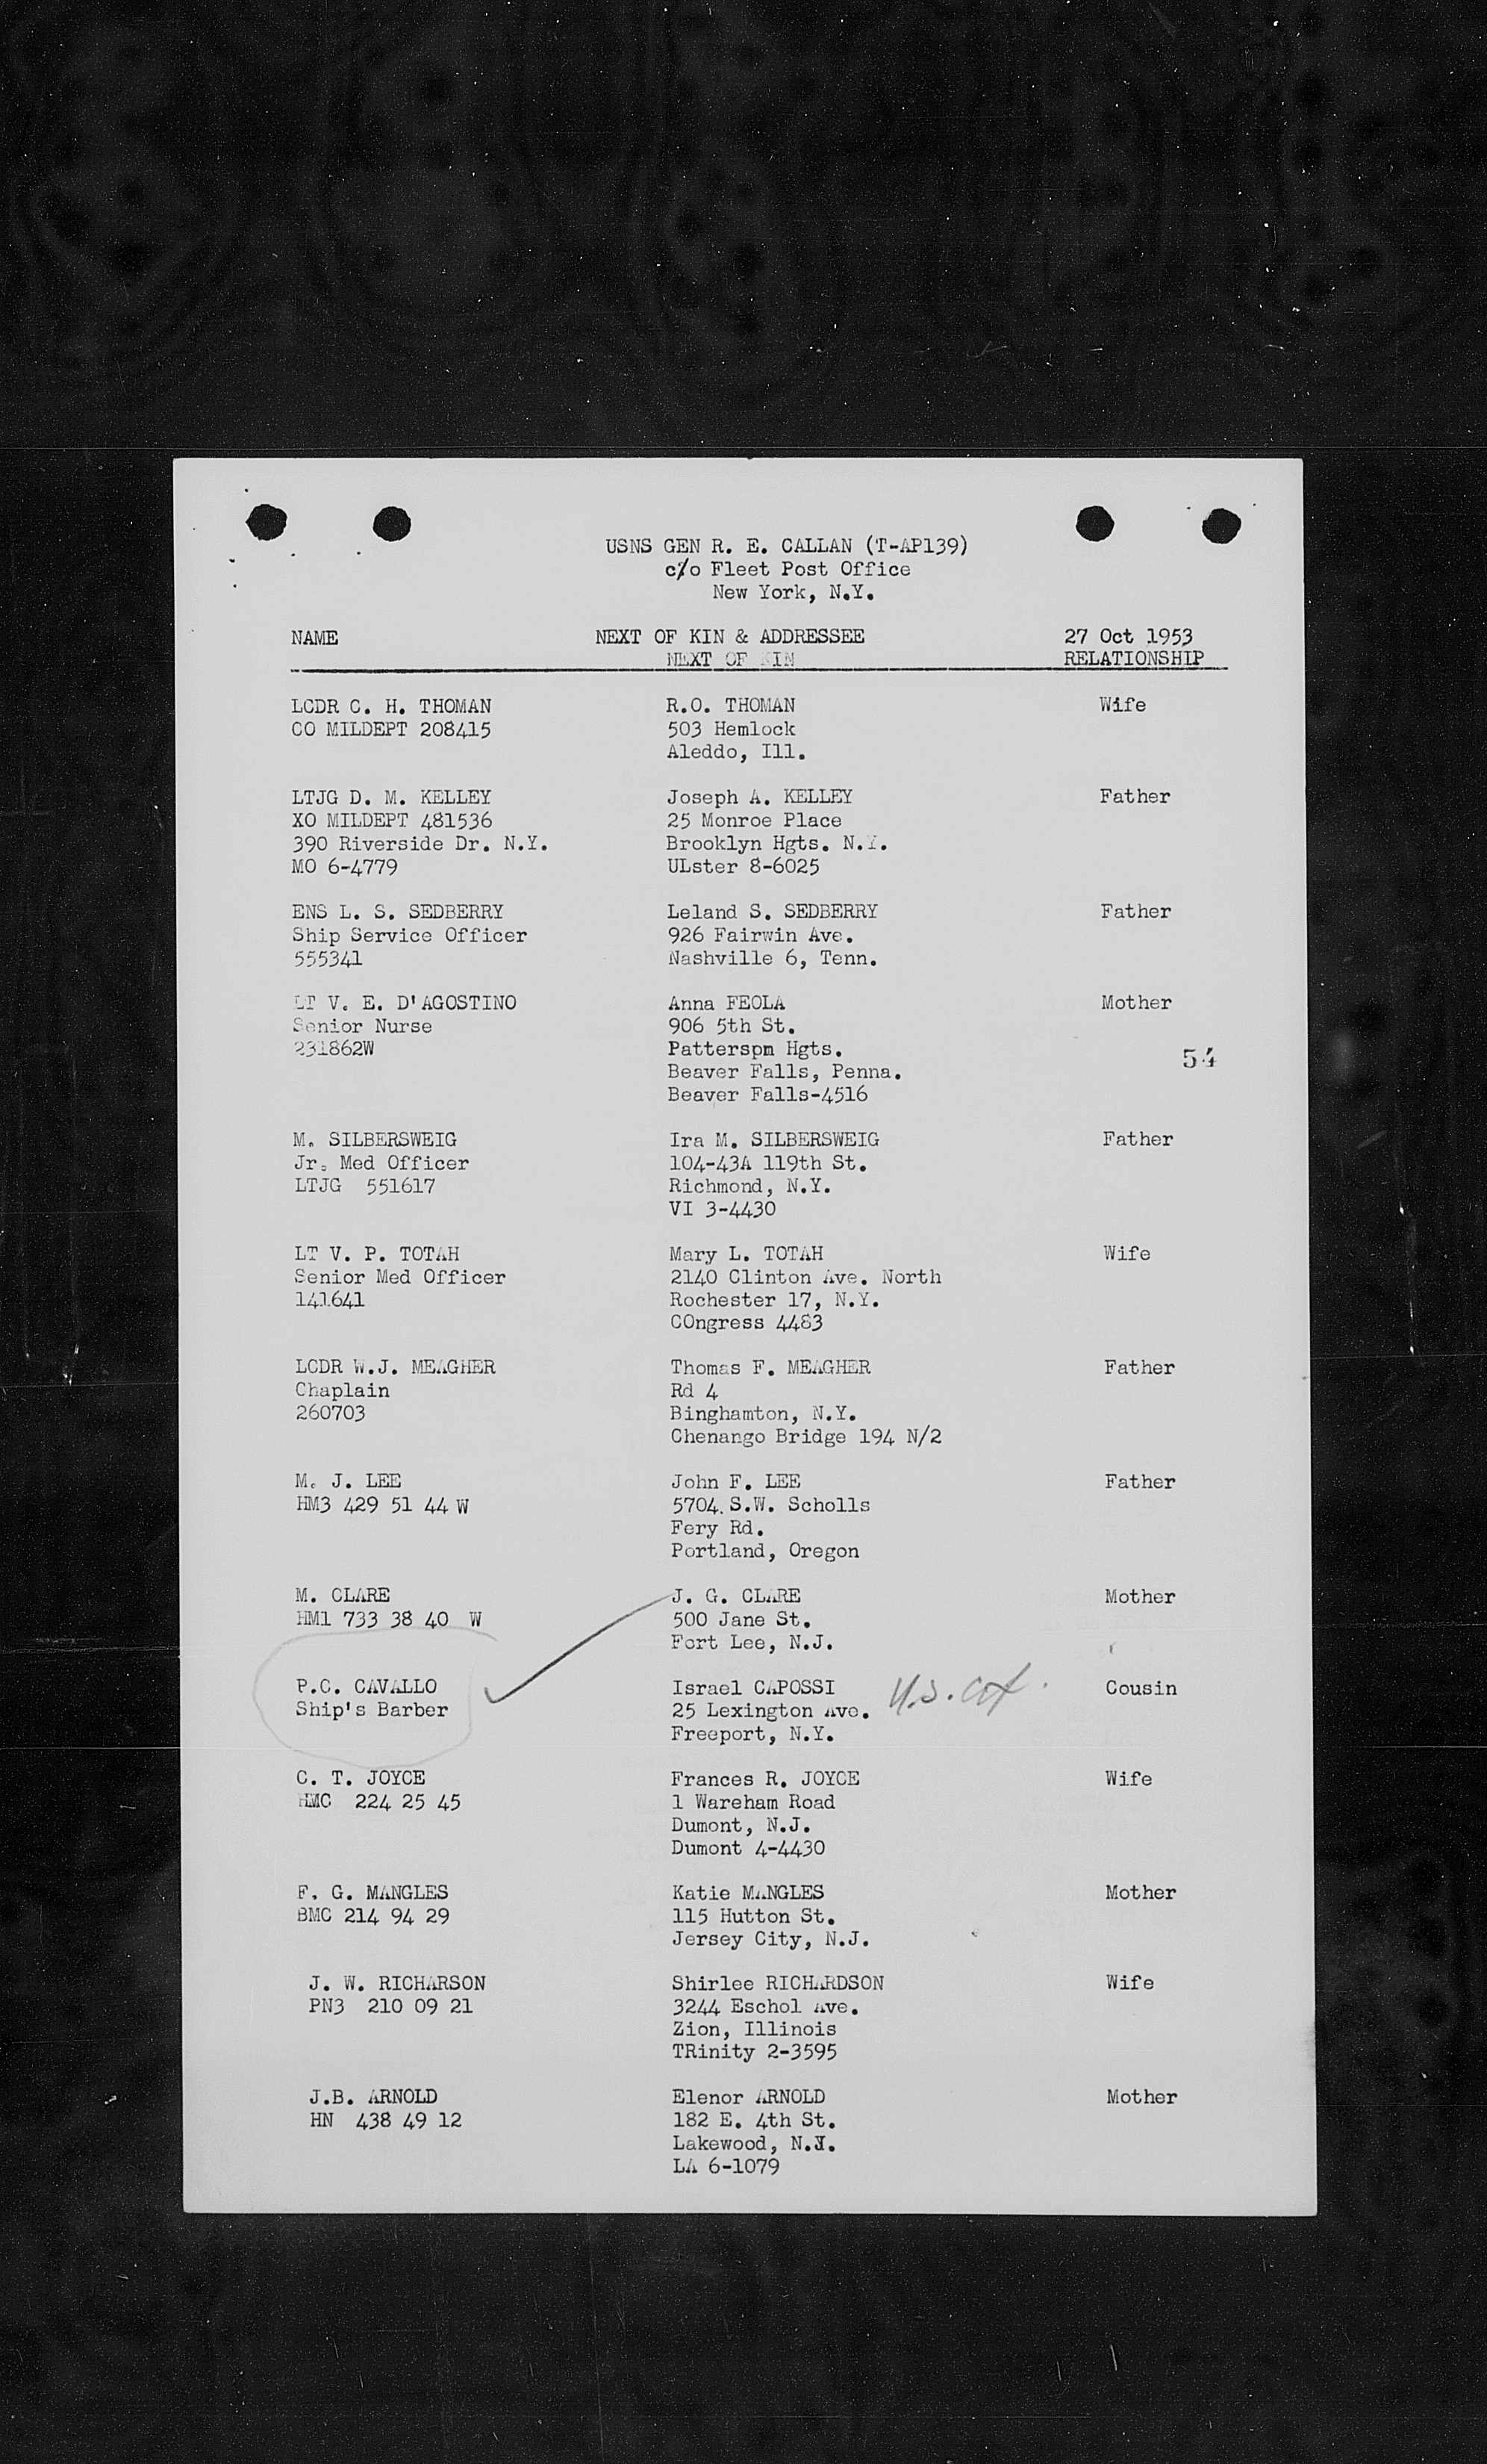 USNS GEN R. E. CALLAN (T-AP139)
c/o Fleet Post Office
New York, N.Y.
NAME NEXT OF KIN & ADDRESSEE 27 Oct 1953
NEXT OF KIN RELATIONSHIP
LCDR C. H. THOMAN R.O. THOMAN Wife
CO MILDEPT 208415 503 Hemlock
Aleddo, Ill.
LTJG D. M. KELLEY Joseph A. KELLEY Father
XO MILDEPT 481536 25 Monroe Place
390 Riverside Dr. N.Y. Brooklyn Hgts. N.Y.
MO 6-4779 ULster 8-6025
ENS L. S. SEDBERRY Leland S. SEDBERRY Father
Ship Service Officer 926 Fairwin Ave.
555341 Nashville 6, Tenn.
LT V. E. D'AGOSTINO Anna FEOLA Mother
Senior Nurse 906 5th St.
231862W Patterspn Hgts. 54
Beaver Falls, Penna.
Beaver Falls-4516
M. SILBERSWEIG Ira M. SILBERSWEIG Father
Jr. Med Officer 104-43A 119th St.
LTJG 551617 Richmond, N.Y.
VI 3-4430
LT V. P. TOTAH Mary L. TOTAH Wife
Senior Med Officer 2140 Clinton Ave. North
141641 Rochester 17, N.Y.
COngress 4483
LCDR W.J. MEAGHER Thomas F. MEAGHER Father
Chaplain Rd 4
260703 Binghamton, N.Y.
Chenango Bridge 194 N/2
M. J. LEE John F. LEE Father
HM3 429 51 44 W 5704 S.W. Scholls
Fery Rd.
Portland, Oregon
M. CLARE J. G. CLARE Mother
HM1 733 38 40 W 500 Jane St.
Fort Lee, N.J.
P.C. CAVALLO Israel CAPOSSI U.S. Cit. Cousin
Ship's Barber 25 Lexington Ave.
Freeport, N.Y.
C. T. JOYCE Frances R. JOYCE Wife
HMC 224 25 45 1 Wareham Road
Dumont, N.J.
Dumont 4-4430
F. G. MANGLES Katie MANGLES Mother
BMC 214 94 29 115 Hutton St.
Jersey City, N.J.
J. W. RICHARSON Shirlee RICHARDSON Wife
PN3 210 09 21 3244 Eschol Ave.
Zion, Illinois
TRinity 2-3595
J.B. ARNOLD Elenor ARNOLD Mother
HN 438 49 12 182 E. 4th St.
Lakewood, N.J.
LA 6-1079